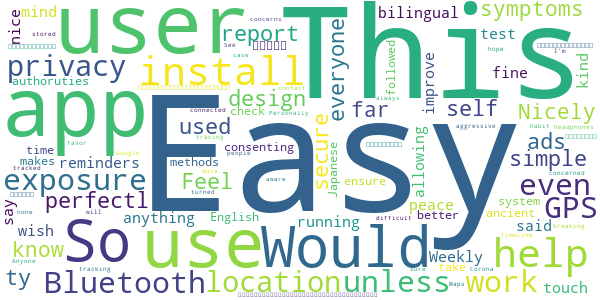 nice mind user This bilingual symptoms
concerns
stored
See report test
case I'm
hope
privacy install everyone fine kind
authoruties followed improve
app Easy Nicely
favor design far self
check used secure allowing ads
connected always Personally aggressive habit headphones
time tracing simple
makes reminders methods consenting Japanese concerned
tracked Google people
exposure Feel data ensure peace even
perfectl turned aware system GPS
say none will anything English difficult better ancient
wish running Weekly said
So use Would help
know location unless take sure corona Timeline breaking
Anyone contact Maps
ty Bluetooth work touch
tracking